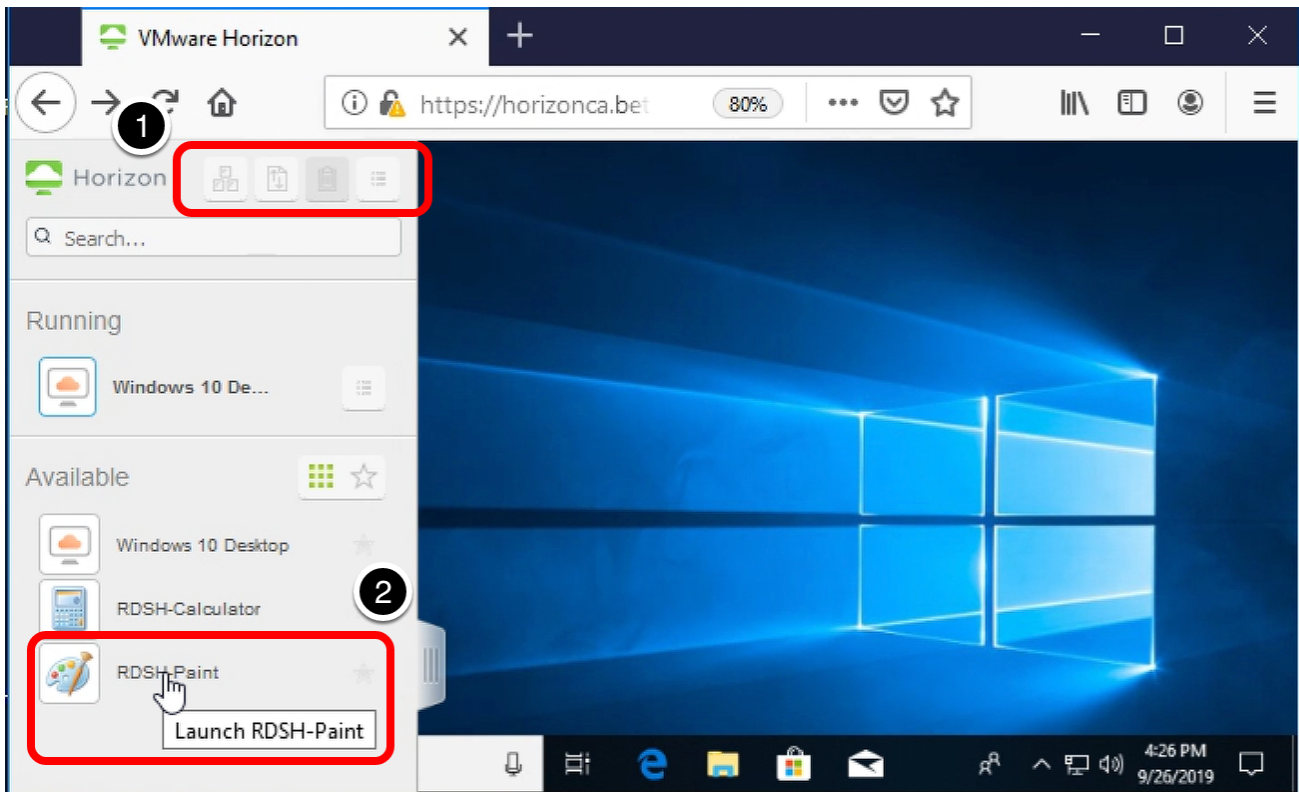 VMware Horizon
https://horizonca.bet
80%
1
Horizon
Search...
Running
Windows 10 De...
Available
Windows 10 Desktop
2
RDSH-Calculator
RDSH-Paint
Launch RDSH-Paint
4:26 PM
9/26/2019